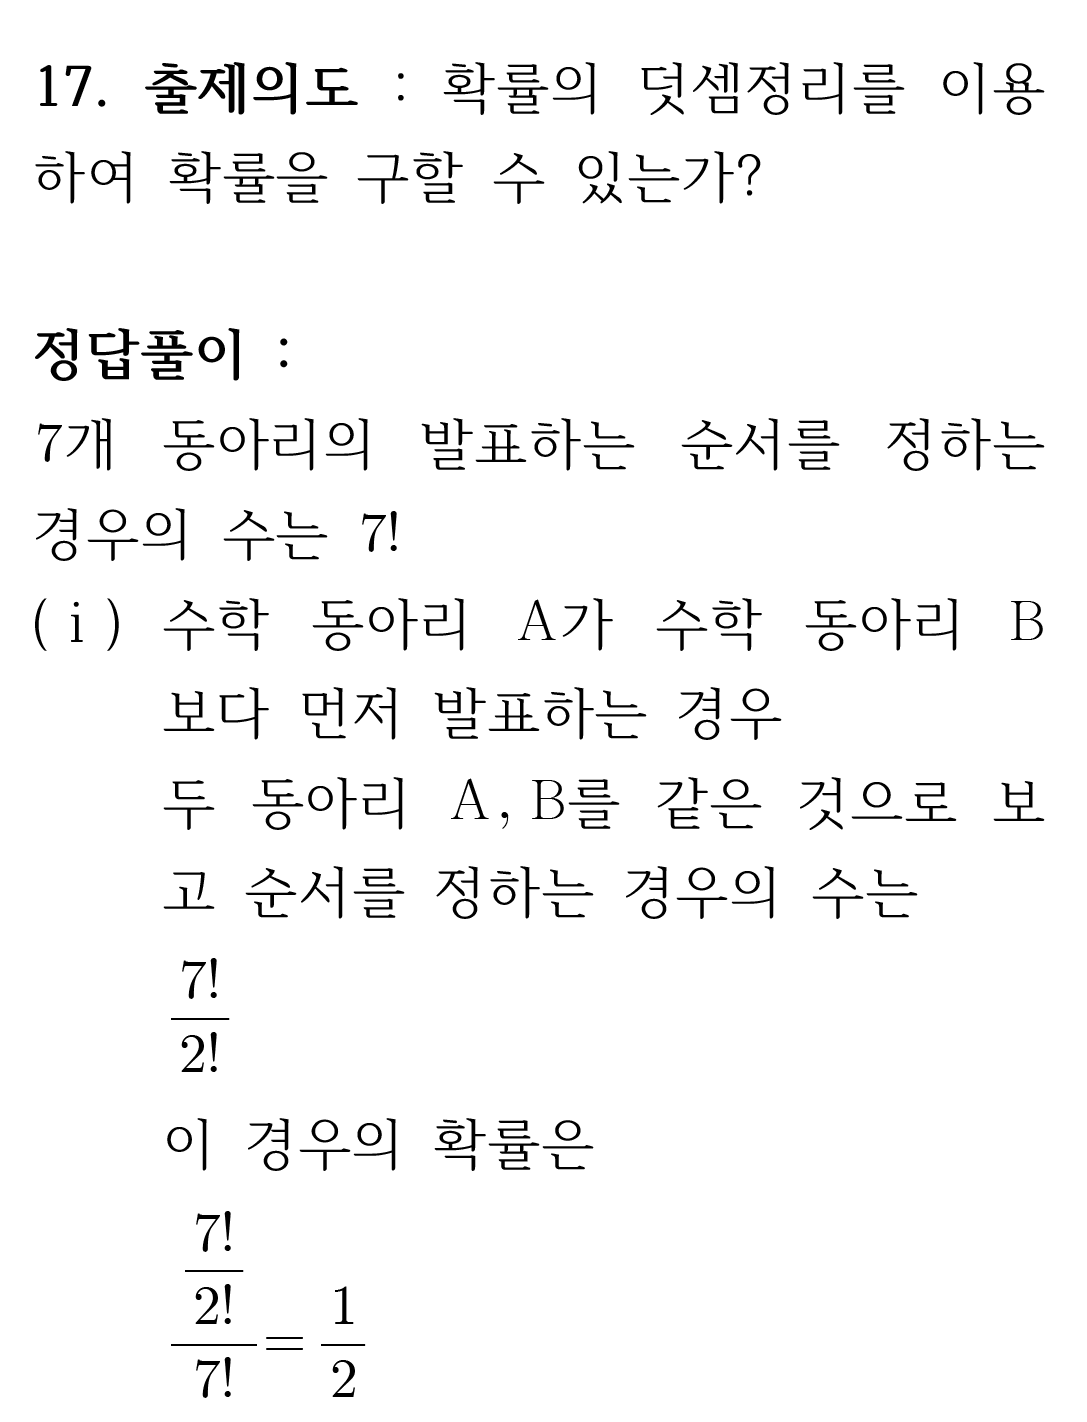 17. 출제의도 : 확률의 덧셈정리를 이용
하여 확률을 구할 수 있는가?
정답풀이 :
7개 동아리의 발표하는 순서를 정하는
경우의 수는 7!
(ⅰ) 수학 동아리 A가 수학 동아리 B
보다 먼저 발표하는 경우
두 동아리 A, B를 같은 것으로 보
고 순서를 정하는 경우의 수는
7!
2!
이 경우의 확률은
7!
2!
7!
= 1
2